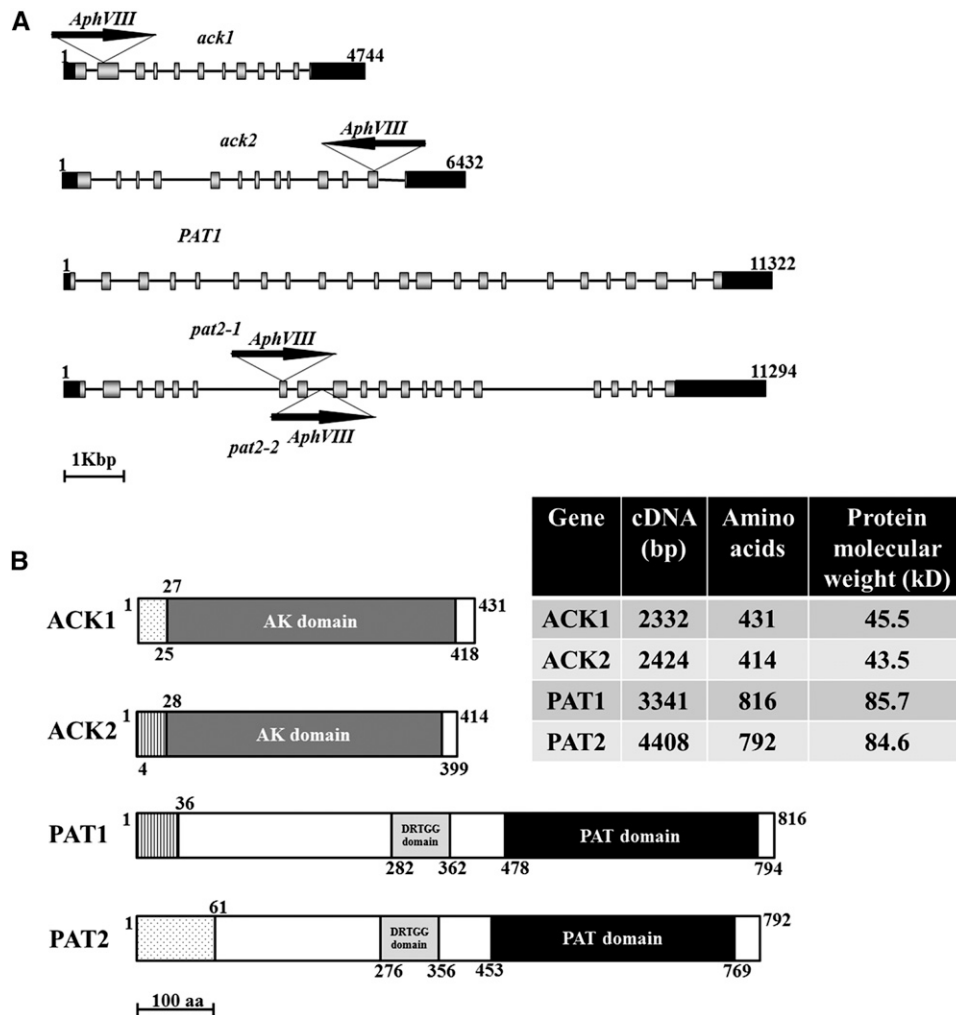 A
AphVIII
ack1
1
4744
ack2
AphVIII
1
6432
PAT1
1
11322
pat2-1
AphVIII
1
11294
AphVIII
pat2-2
1Kbp
B
Gene cDNA (bp) Amino acids Protein molecular weight (kD)
ACK1 2332 431 45.5
ACK2 2424 414 43.5
PAT1 3341 816 85.7
PAT2 4408 792 84.6
27
ACK1 1 AK domain 431
25 418
28
ACK2 1 AK domain 414
4 399
36
PAT1 1 DRTGG domain PAT domain 816
282 362 478 794
61
PAT2 1 DRTGG domain PAT domain 792
276 356 453 769
100 aa